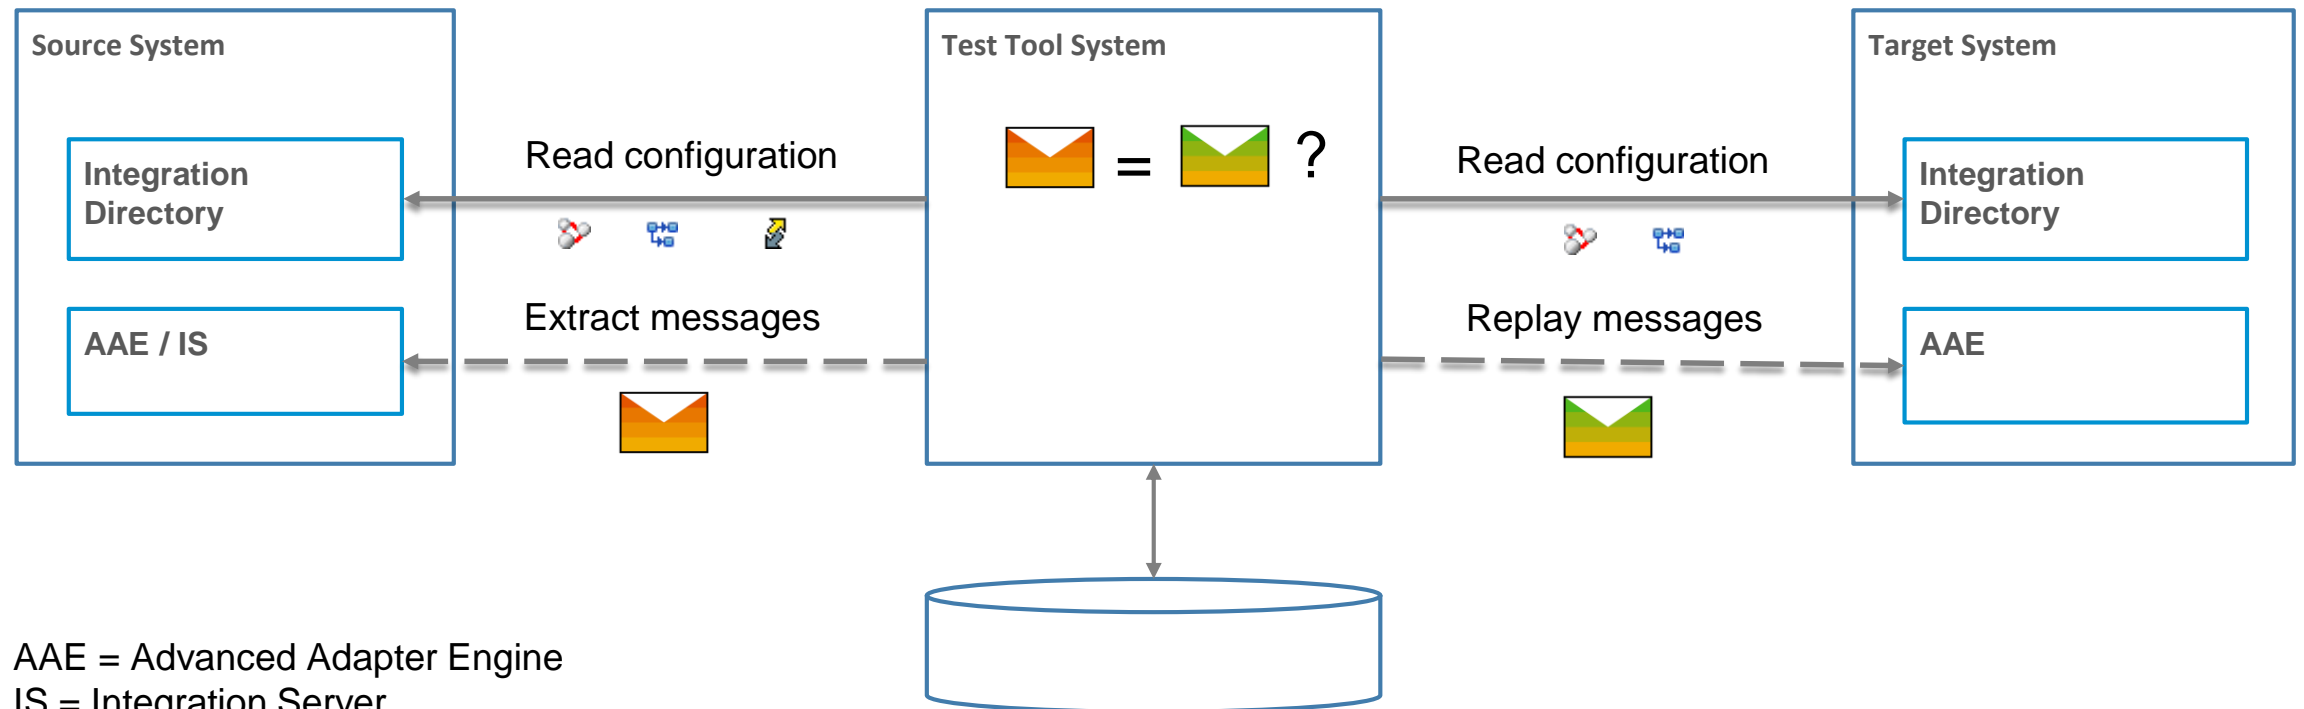 Source System
Integration
Directory
AAE / IS
Read configuration
Extract messages
Test Tool System
= ?
Read configuration
Replay messages
Target System
Integration
Directory
AAE
AAE = Advanced Adapter Engine
IS = Integration Server